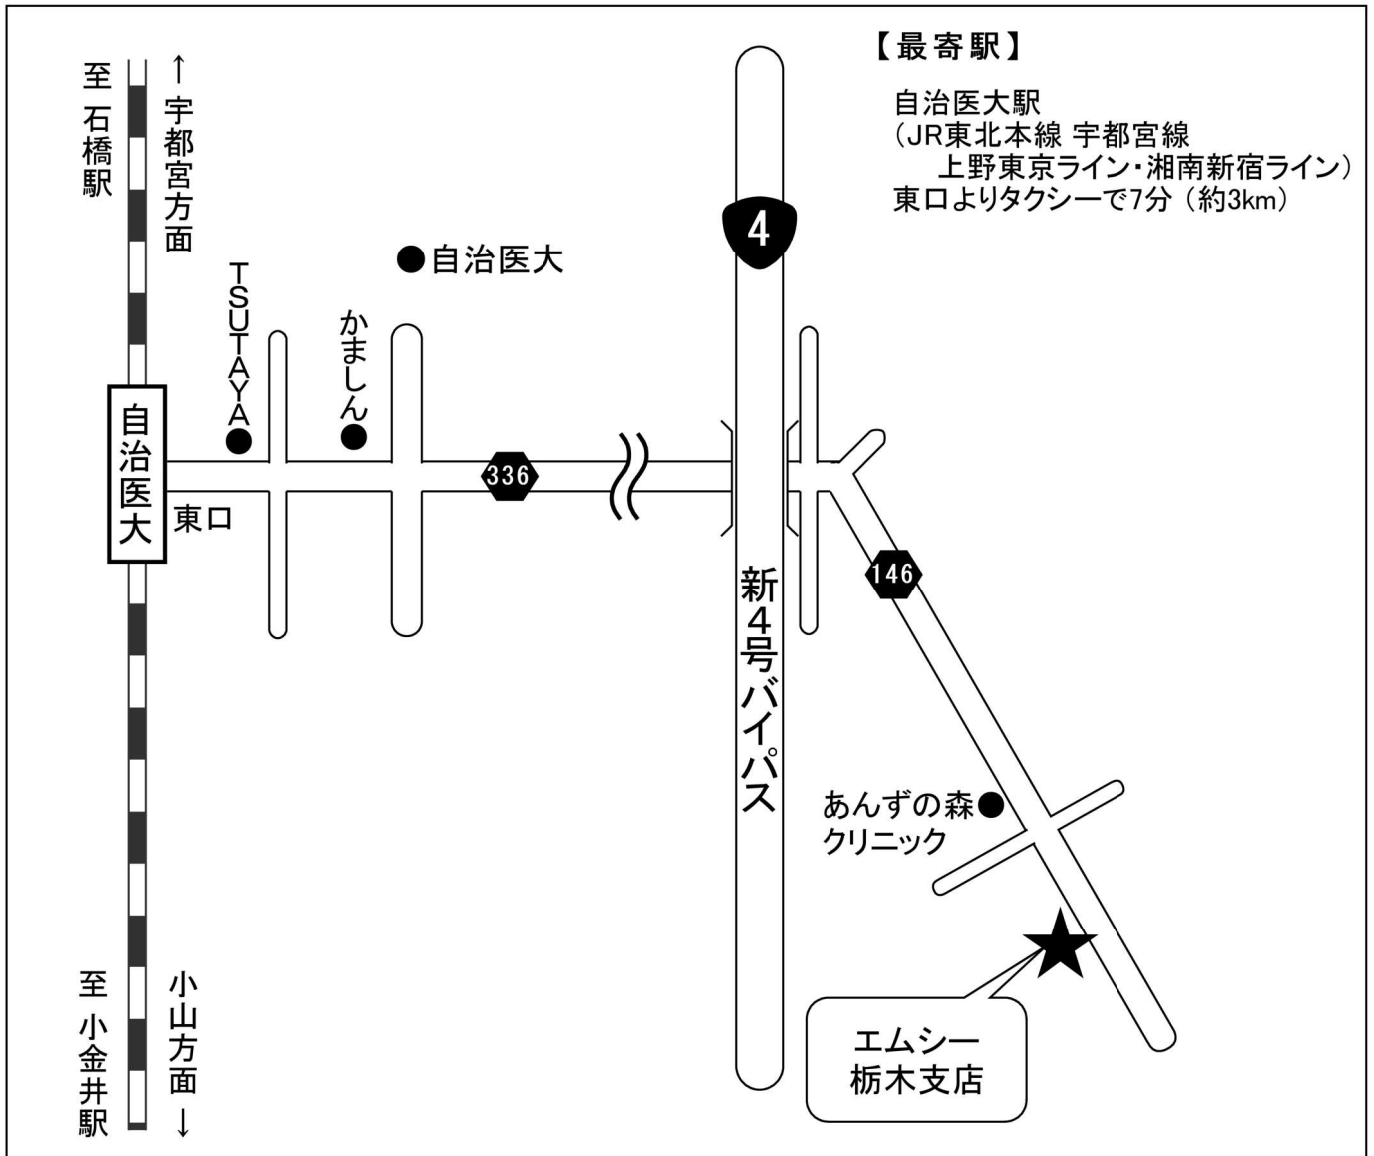 【最寄駅】
自治医大駅
（JR東北本線 宇都宮線
上野東京ライン・湘南新宿ライン）
東口よりタクシーで7分（約3km）
至 石橋駅
↑宇都宮方面
TSUTAYA
かましん
自治医大
4
自治医大
東口
336
146
新4号バイパス
あんずの森
クリニック
エムシー
栃木支店
至 小金井駅
小山方面↓